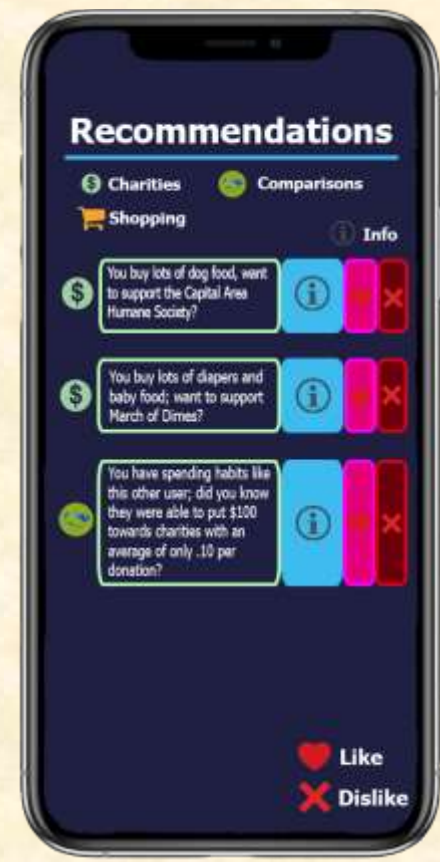 Recommendations
Charities
Comparisons
Shopping
Info
You buy lots of dog food, want
to support the Capital Area
Humane Society?
You buy lots of diapers and
baby food; want to support
March of Dimes?
You have spending habits like
this other user; did you know
they were able to put $100
towards charities with an
average of only .10 per
donation?
Like
Dislike